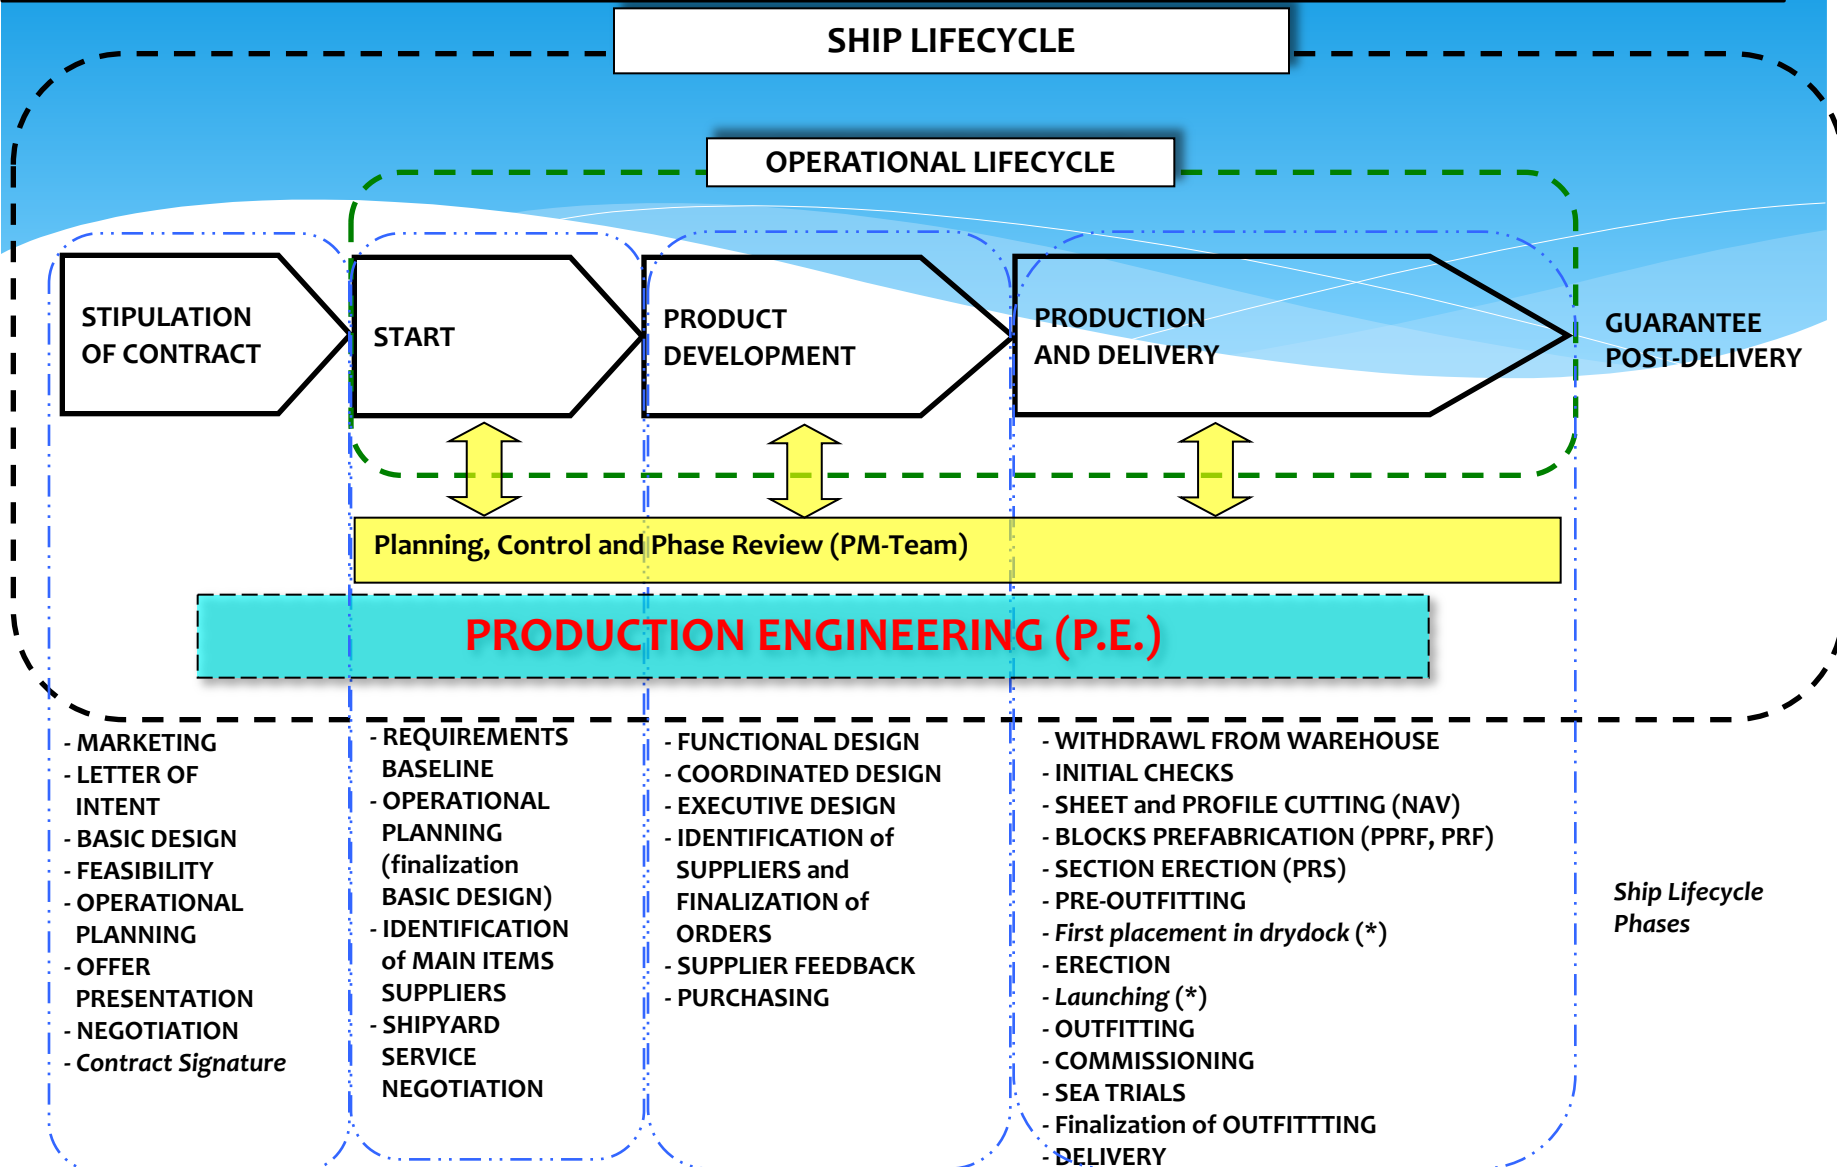 SHIP LIFECYCLE
OPERATIONAL LIFECYCLE
STIPULATION
OF CONTRACT
START
PRODUCT
DEVELOPMENT
PRODUCTION
AND DELIVERY
GUARANTEE
POST-DELIVERY
Planning, Control and Phase Review (PM-Team)
PRODUCTION ENGINEERING (P.E.)
- MARKETING
- LETTER OF
INTENT
- BASIC DESIGN
- FEASIBILITY
- OPERATIONAL
PLANNING
- OFFER
PRESENTATION
- NEGOTIATION
- Contract Signature
- REQUIREMENTS
BASELINE
- OPERATIONAL
PLANNING
(finalization
BASIC DESIGN)
- IDENTIFICATION
of MAIN ITEMS
SUPPLIERS
- SHIPYARD
SERVICE
NEGOTIATION
- FUNCTIONAL DESIGN
- COORDINATED DESIGN
- EXECUTIVE DESIGN
- IDENTIFICATION of
SUPPLIERS and
FINALIZATION of
ORDERS
- SUPPLIER FEEDBACK
- PURCHASING
- WITHDRAWL FROM WAREHOUSE
- INITIAL CHECKS
- SHEET and PROFILE CUTTING (NAV)
- BLOCKS PREFABRICATION (PPRF, PRF)
- SECTION ERECTION (PRS)
- PRE-OUTFITTING
- First placement in drydock (*)
- ERECTION
- Launching (*)
- OUTFITTING
- COMMISSIONING
- SEA TRIALS
- Finalization of OUTFITTTING
- DELIVERY
Ship Lifecycle
Phases